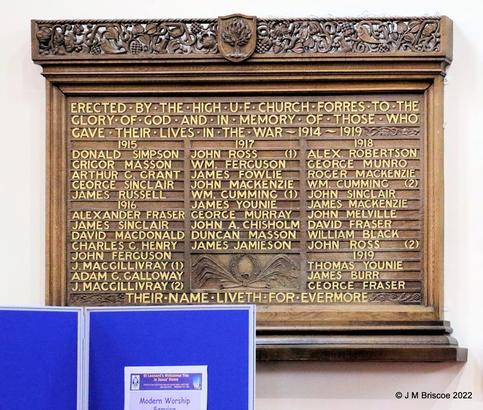 ERECTED · BY · THE · HIGH · U·F · CHURCH · FORRES · TO · THE
GLORY · OF · GOD · AND · IN · MEMORY · OF · THOSE · WHO
GAVE · THEIR · LIVES · IN · THE · WAR ~ 1914 ~ 1919
1915
DONALD SIMPSON
GRIGOR MASSON
ARTHUR G GRANT
GEORGE SINCLAIR
JAMES RUSSELL
1916
ALEXANDER FRASER
JAMES SINCLAIR
DAVID MACDONALD
CHARLES C. HENRY
JOHN FERGUSON
J. MACGILLIVRAY (1)
ADAM C. GALLOWAY
J. MACGILLIVRAY (2)
1917
JOHN ROSS (1)
WM. FERGUSON
JAMES FOWLIE
JOHN MACKENZIE
WM. CUMMING (1)
JAMES YOUNIE
GEORGE MURRAY
JOHN A. CHISHOLM
DUNCAN MASSON
JAMES JAMIESON
1918
ALEX ROBERTSON
GEORGE MUNRO
ROGER MACKENZIE
WM. CUMMING (2)
JOHN SINCLAIR
JAMES MACKENZIE
JOHN MELVILLE
DAVID FRASER
WILLIAM BLACK
JOHN ROSS (2)
1919
THOMAS YOUNIE
JAMES BURR
GEORGE FRASER
THEIR · NAME · LIVETH · FOR · EVERMORE
Modern Worship
Service
© J M Briscoe 2022